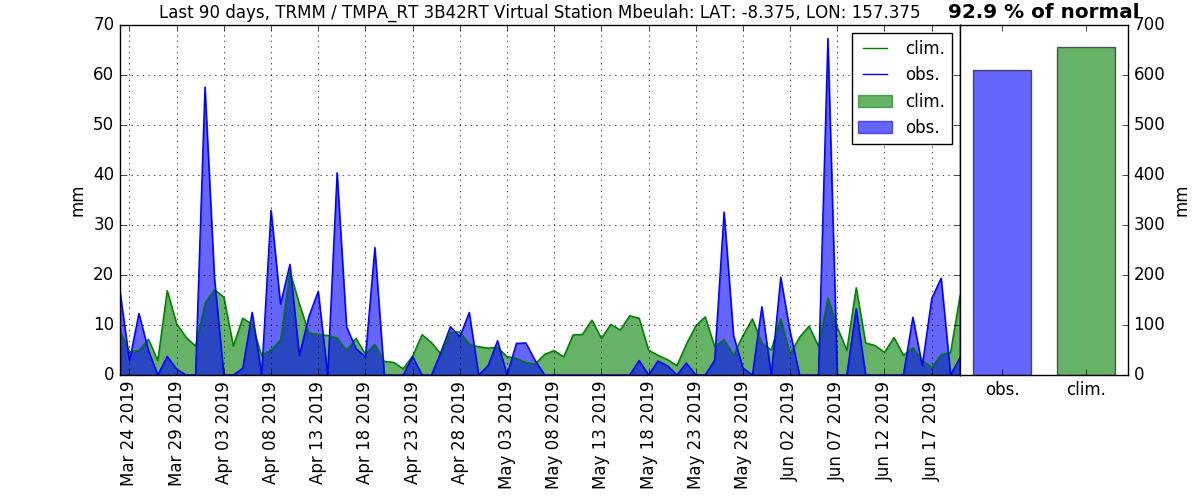 Last 90 days, TRMM / TMPA_RT 3B42RT Virtual Station Mbeulah: LAT: -8.375, LON: 157.375
92.9 % of normal
70
60
50
40
30
20
10
0
mm
clim.
obs.
clim.
obs.
700
600
500
400
300
200
100
0
mm
obs.
clim.
Mar 24 2019
Mar 29 2019
Apr 03 2019
Apr 08 2019
Apr 13 2019
Apr 18 2019
Apr 23 2019
Apr 28 2019
May 03 2019
May 08 2019
May 13 2019
May 18 2019
May 23 2019
May 28 2019
Jun 02 2019
Jun 07 2019
Jun 12 2019
Jun 17 2019